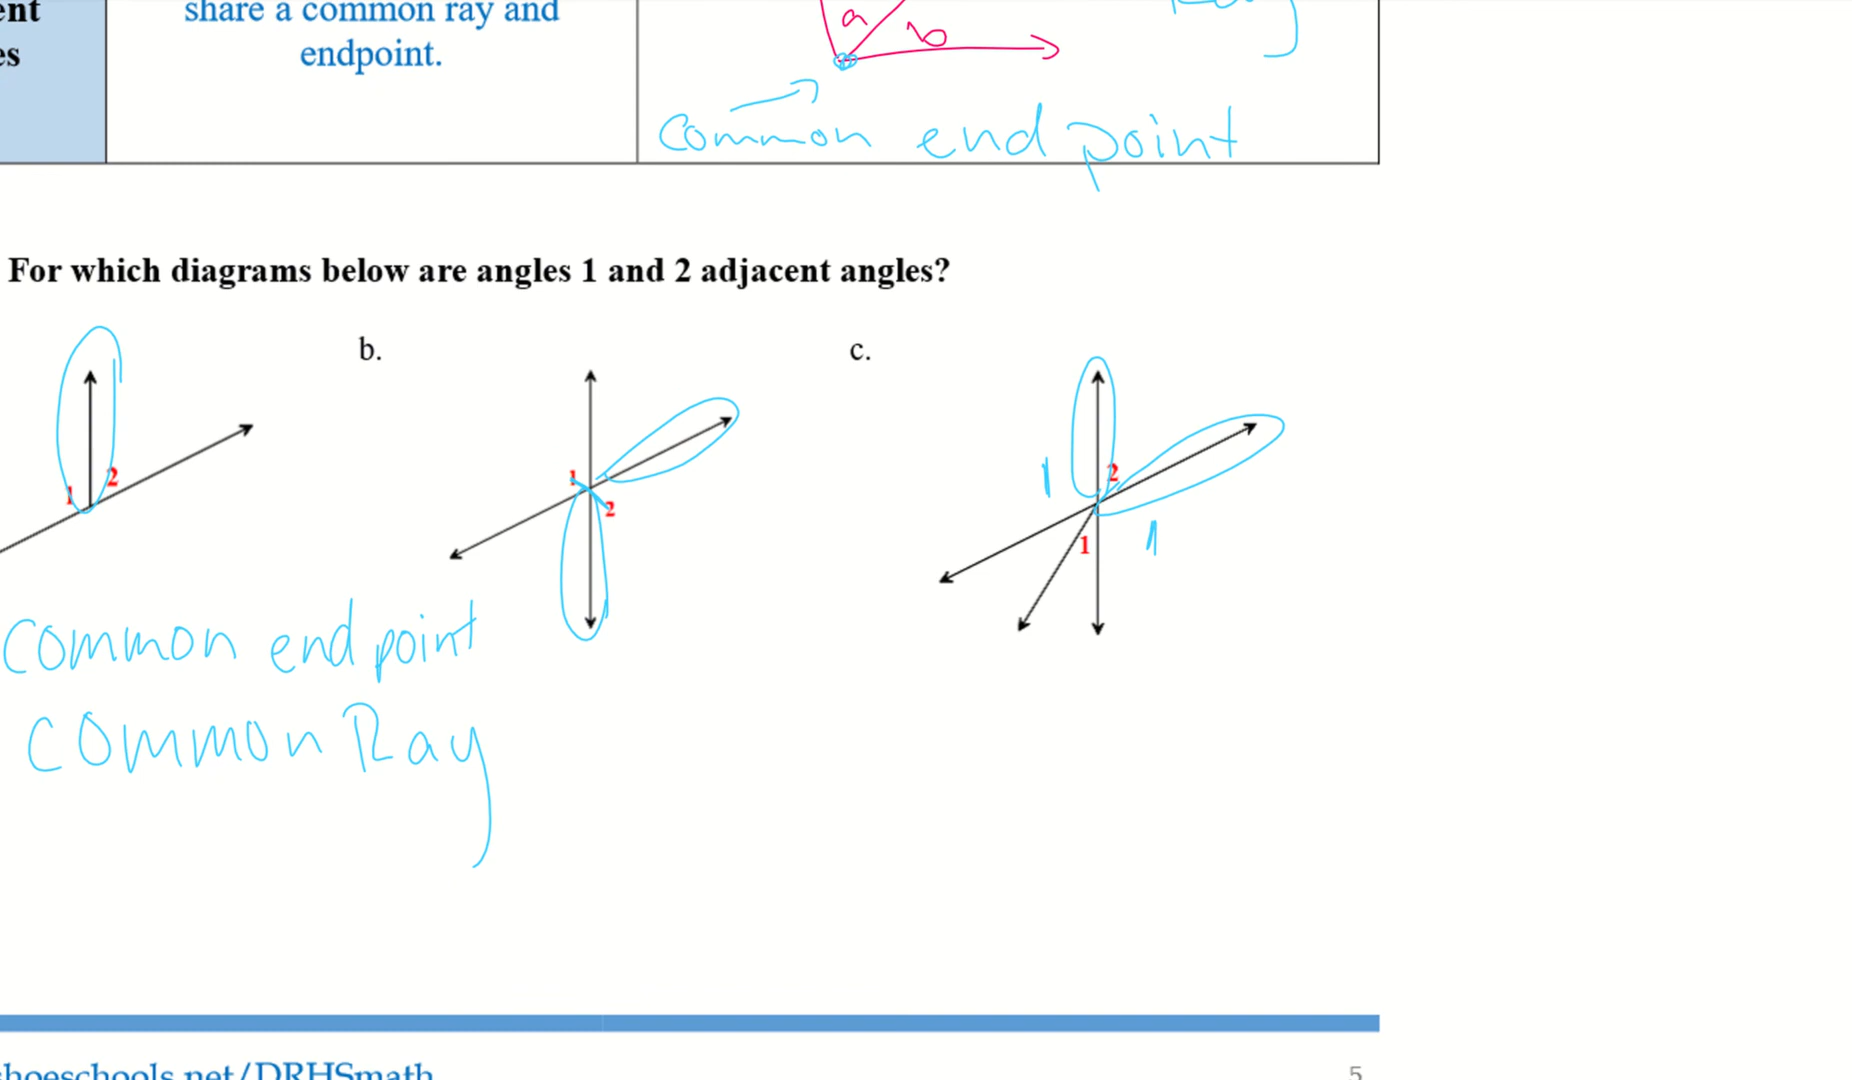 ent
es
share a common ray and
endpoint.
a
b
Common end point
For which diagrams below are angles 1 and 2 adjacent angles?
b.
c.
1
2
1
2
1
2
1
1
Common end point
Common Ray
hoeschools.net/DRHSmath
5